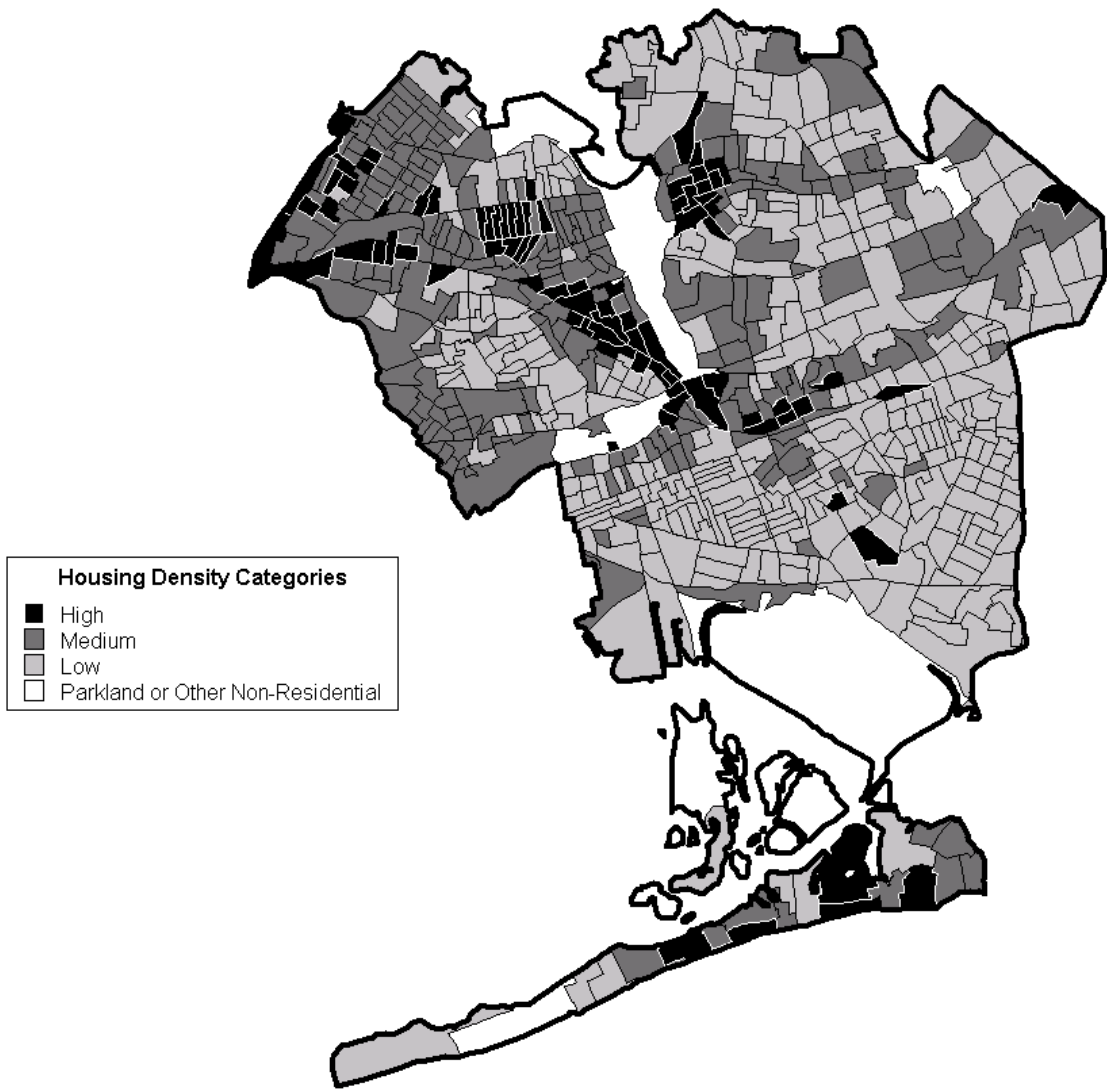 Housing Density Categories
High
Medium
Low
Parkland or Other Non-Residential